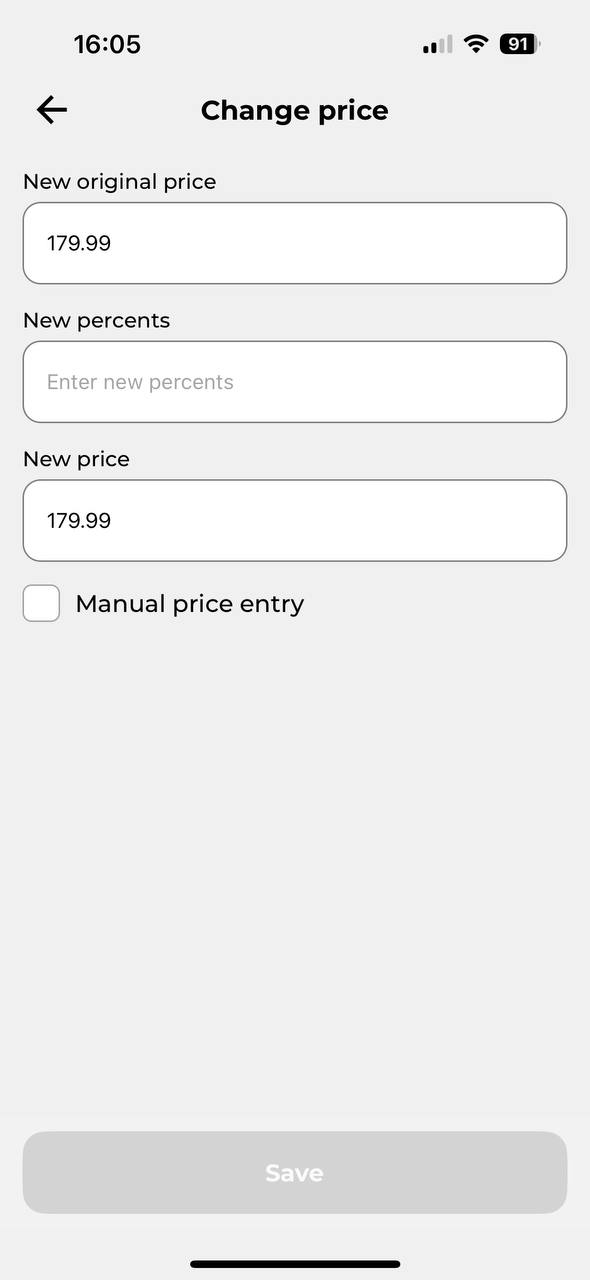 16:05
91
Change price
New original price
179.99
New percents
Enter new percents
New price
179.99
Manual price entry
Save